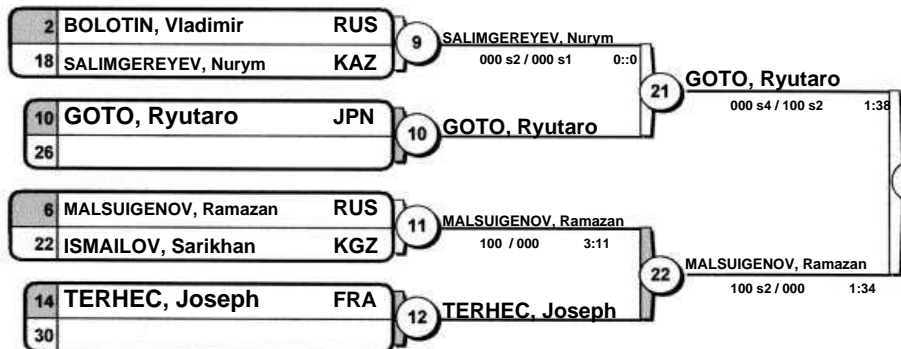 2 BOLOTIN, Vladimir RUS
18 SALIMGEREYEV, Nurym KAZ
9
SALIMGEREYEV, Nurym
000 s2 / 000 s1 0::0
10 GOTO, Ryutaro JPN
26
10
GOTO, Ryutaro
21
GOTO, Ryutaro
000 s4 / 100 s2 1:38
6 MALSUIGENOV, Ramazan RUS
22 ISMAILOV, Sarikhan KGZ
11
MALSUIGENOV, Ramazan
100 / 000 3:11
14 TERHEC, Joseph FRA
30
12
TERHEC, Joseph
22
MALSUIGENOV, Ramazan
100 s2 / 000 1:34